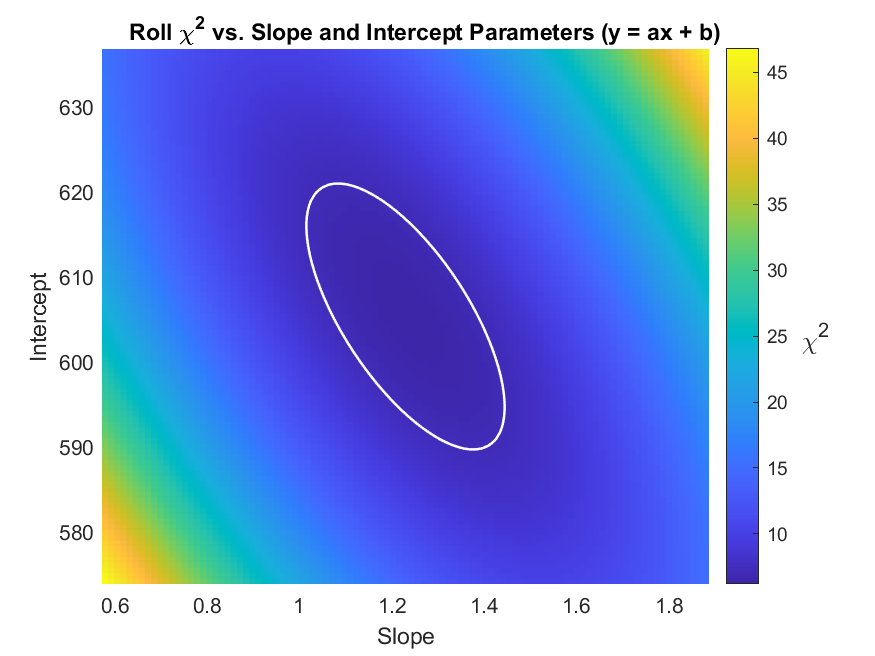 Roll χ² vs. Slope and Intercept Parameters (y = ax + b)
630
620
610
600
590
580
Intercept
0.6 0.8 1 1.2 1.4 1.6 1.8
Slope
45
40
35
30
25
20
15
10
χ²